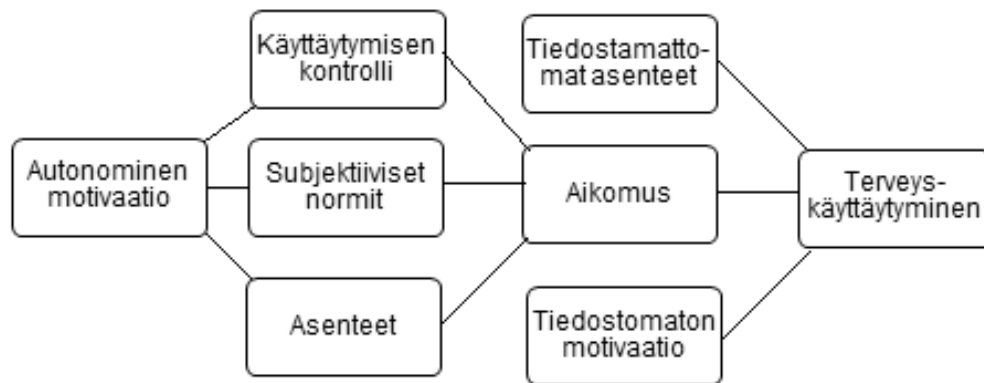 Käyttäytymisen
kontrolli
Tiedostamatto-
mat asenteet
Autonominen
motivaatio
Subjektiiviset
normit
Aikomus
Terveys-
käyttäytyminen
Asenteet
Tiedostomaton
motivaatio